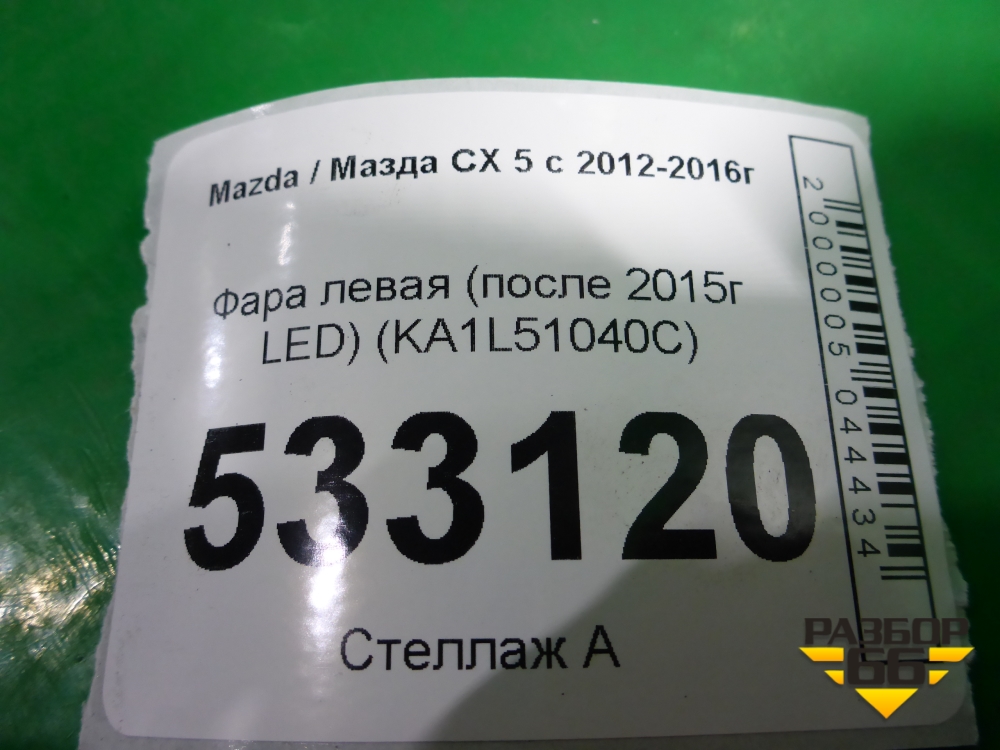 Mazda / Мазда CX 5 с 2012-2016г
Фара левая (после 2015г
LED) (KA1L51040C)
533120
Стеллаж А
2000005044434
РАЗБОР
66